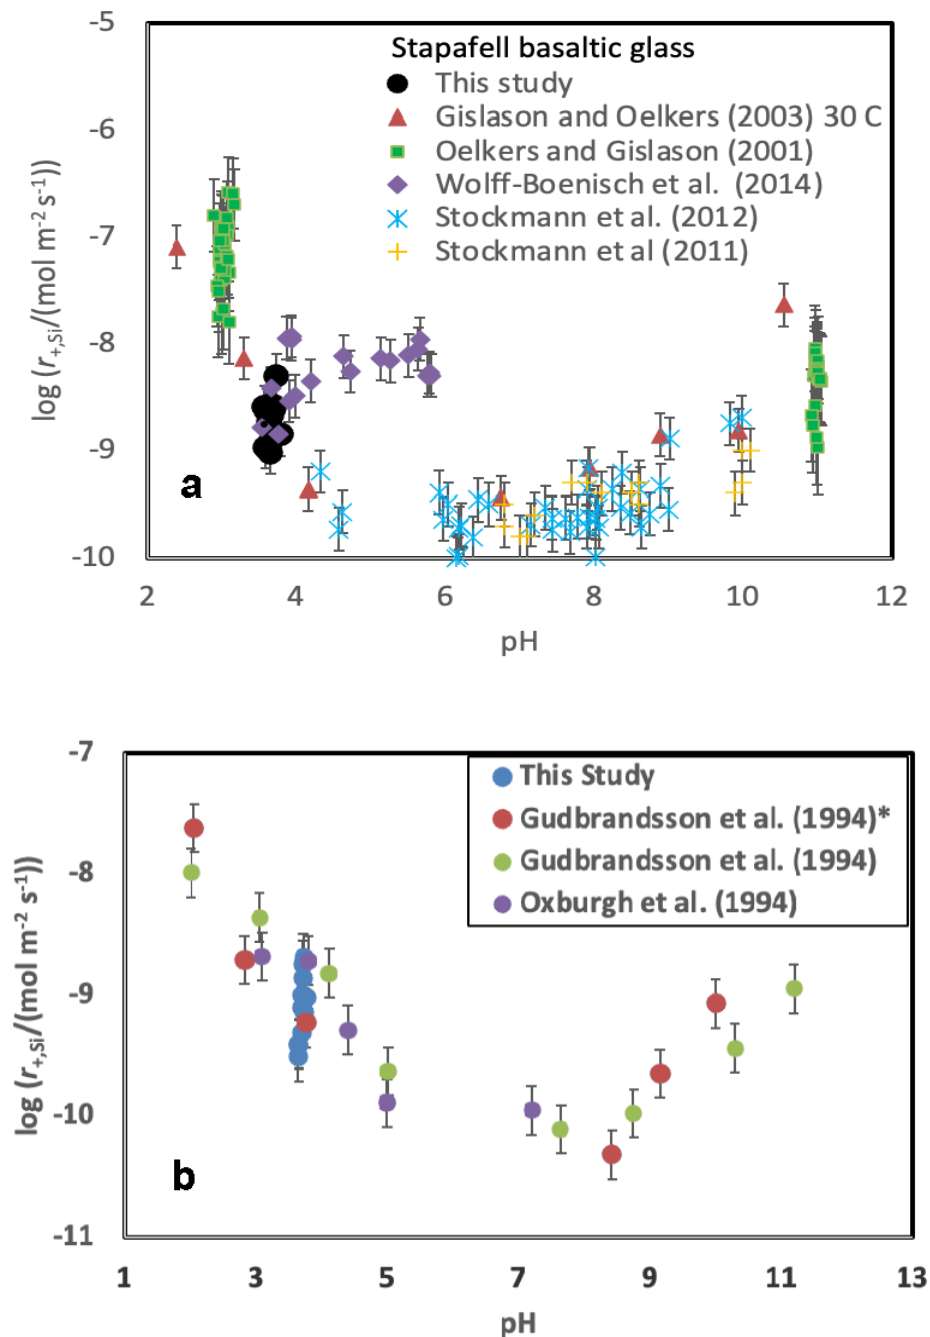 -5
Stapafell basaltic glass
This study
-6
Gislason and Oelkers (2003) 30 C
Oelkers and Gislason (2001)
Wolff-Boenisch et al. (2014)
-7
Stockmann et al. (2012)
Stockmann et al (2011)
log (r+,Si/(mol m-2 s-1))
-8
-9
a
-10
2 4 6 8 10 12
pH
-7
This Study
Gudbrandsson et al. (1994)*
-8
Gudbrandsson et al. (1994)
Oxburgh et al. (1994)
log (r+,Si/(mol m-2 s-1))
-9
-10
b
-11
1 3 5 7 9 11 13
pH